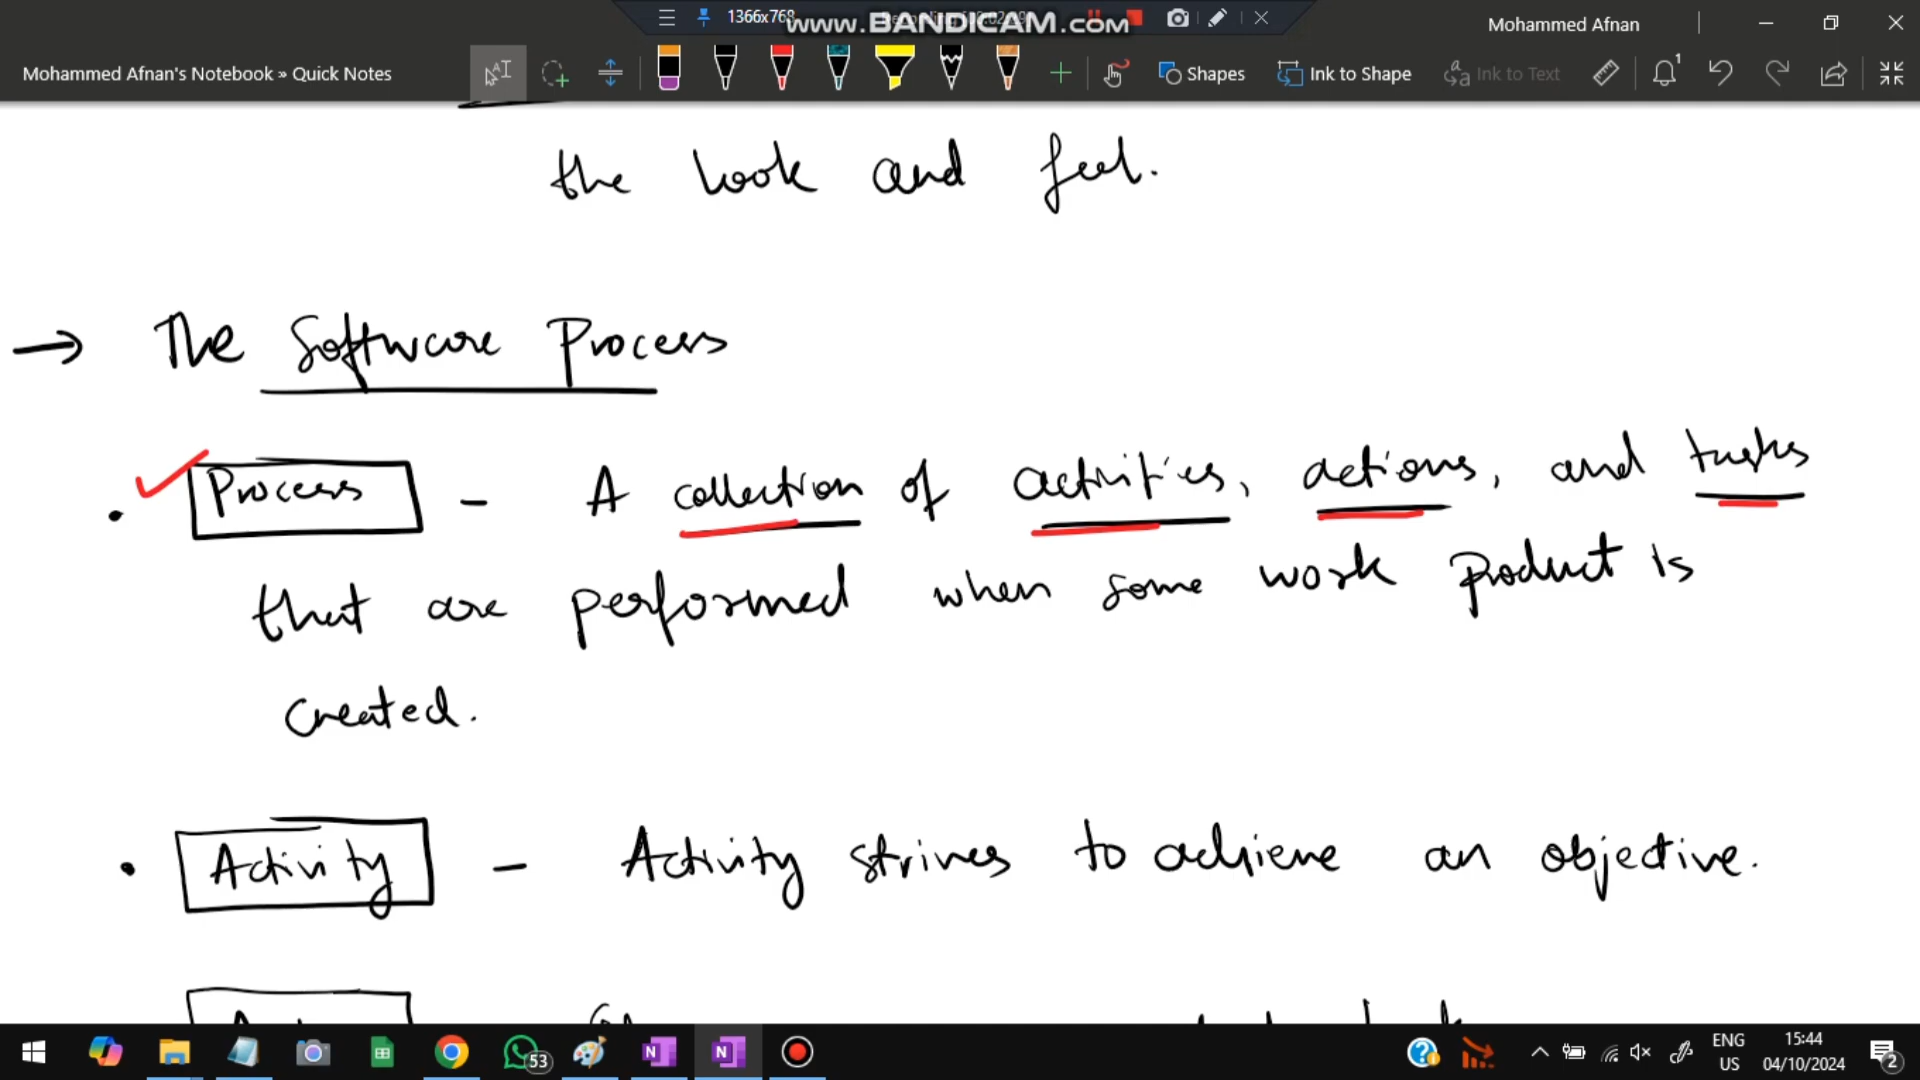 1366x768
www.BANDICAM.com
Mohammed Afnan
Mohammed Afnan's Notebook » Quick Notes
Shapes
Ink to Shape
Ink to Text
1
the look and feel.
→ The Software Process
• Process - A collection of activities, actions, and tasks
that are performed when some work product is
created.
• Activity - Activity strives to achieve an objective.
53
ENG
US
15:44
04/10/2024
2